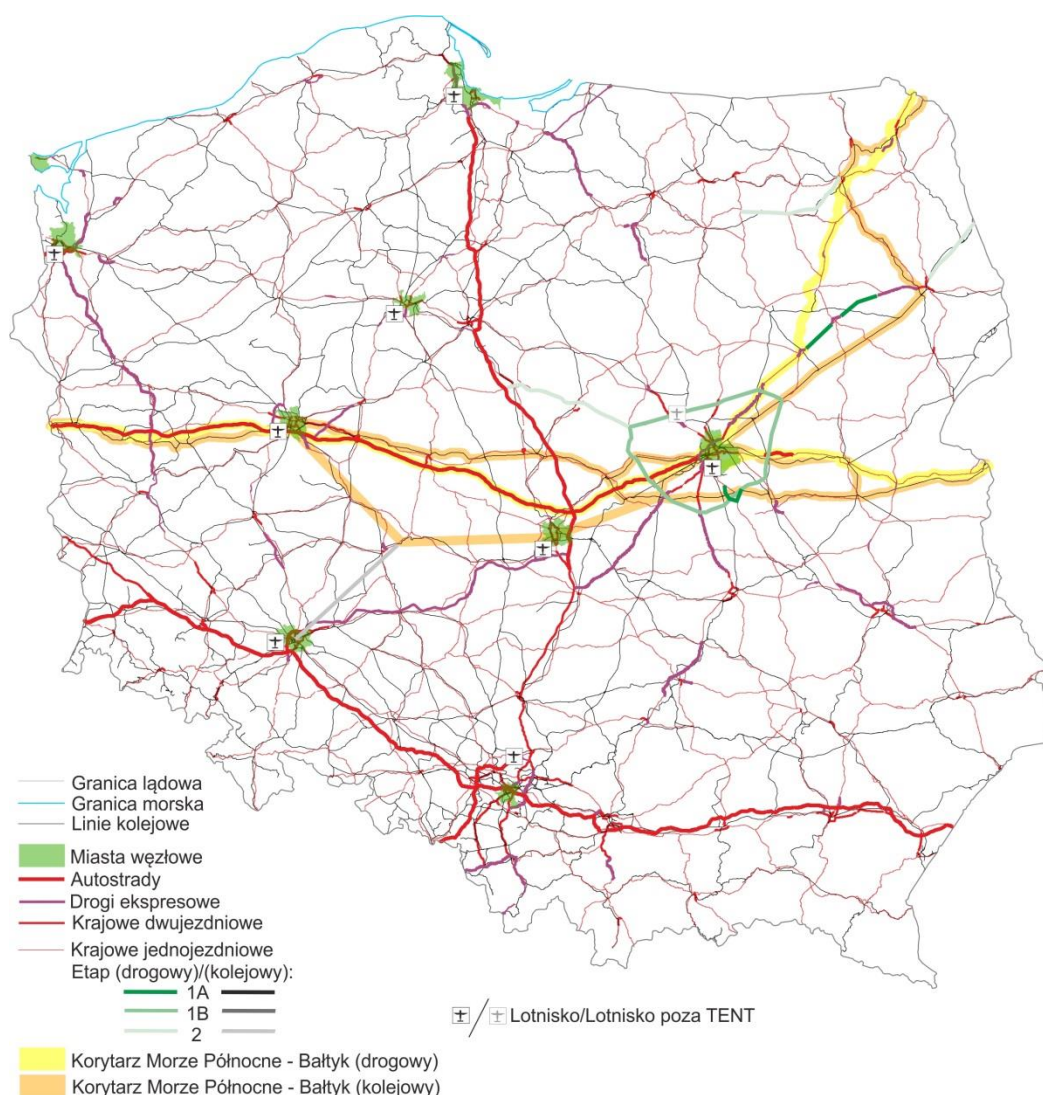 Granica lądowa
Granica morska
Linie kolejowe
Miasta węzłowe
Autostrady
Drogi ekspresowe
Krajowe dwujezdniowe
Krajowe jednojezdniowe
Etap (drogowy)/(kolejowy):
1A
1B
2
Lotnisko/Lotnisko poza TENT
Korytarz Morze Północne - Bałtyk (drogowy)
Korytarz Morze Północne - Bałtyk (kolejowy)